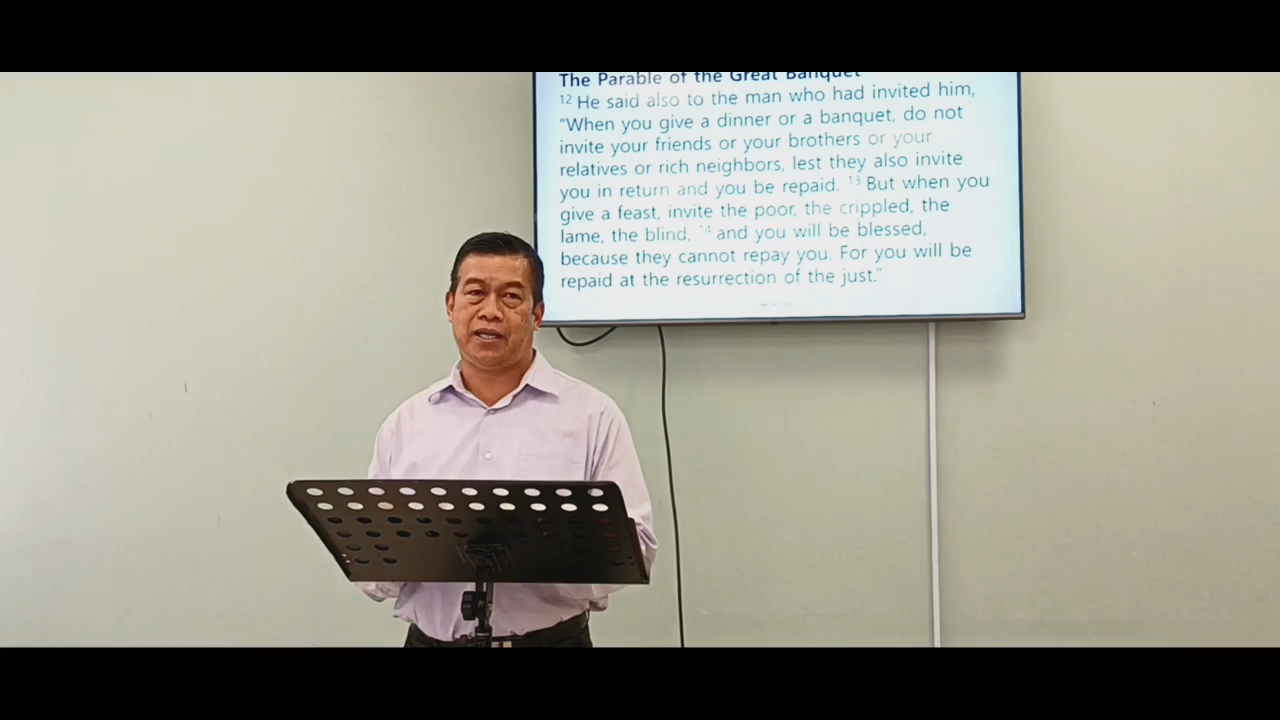 The Parable of the Great Banquet
12 He said also to the man who had invited him,
“When you give a dinner or a banquet, do not
invite your friends or your brothers or your
relatives or rich neighbors, lest they also invite
you in return and you be repaid. 13 But when you
give a feast, invite the poor, the crippled, the
lame, the blind, 14 and you will be blessed,
because they cannot repay you. For you will be
repaid at the resurrection of the just.”